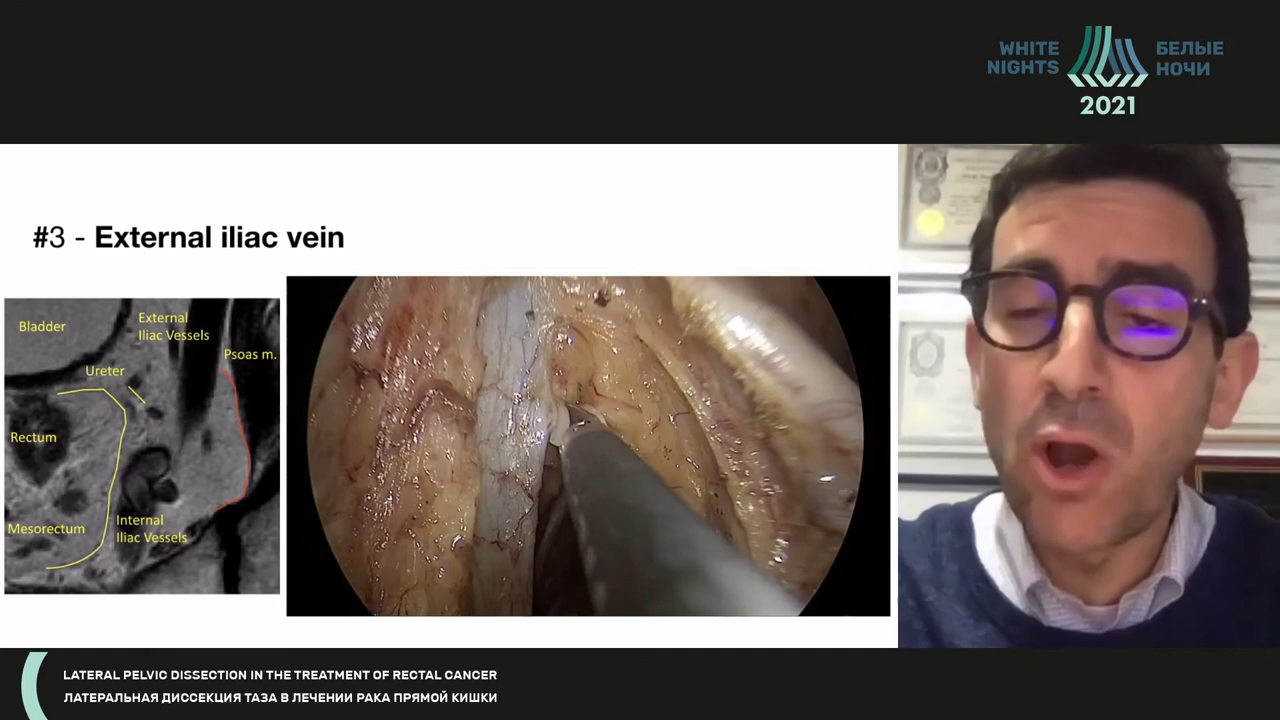 WHITE
NIGHTS
БЕЛЫЕ
НОЧИ
2021
#3 - External iliac vein
Bladder
External
Iliac Vessels
Psoas m.
Ureter
Rectum
Mesorectum
Internal
Iliac Vessels
LATERAL PELVIC DISSECTION IN THE TREATMENT OF RECTAL CANCER
ЛАТЕРАЛЬНАЯ ДИССЕКЦИЯ ТАЗА В ЛЕЧЕНИИ РАКА ПРЯМОЙ КИШКИ